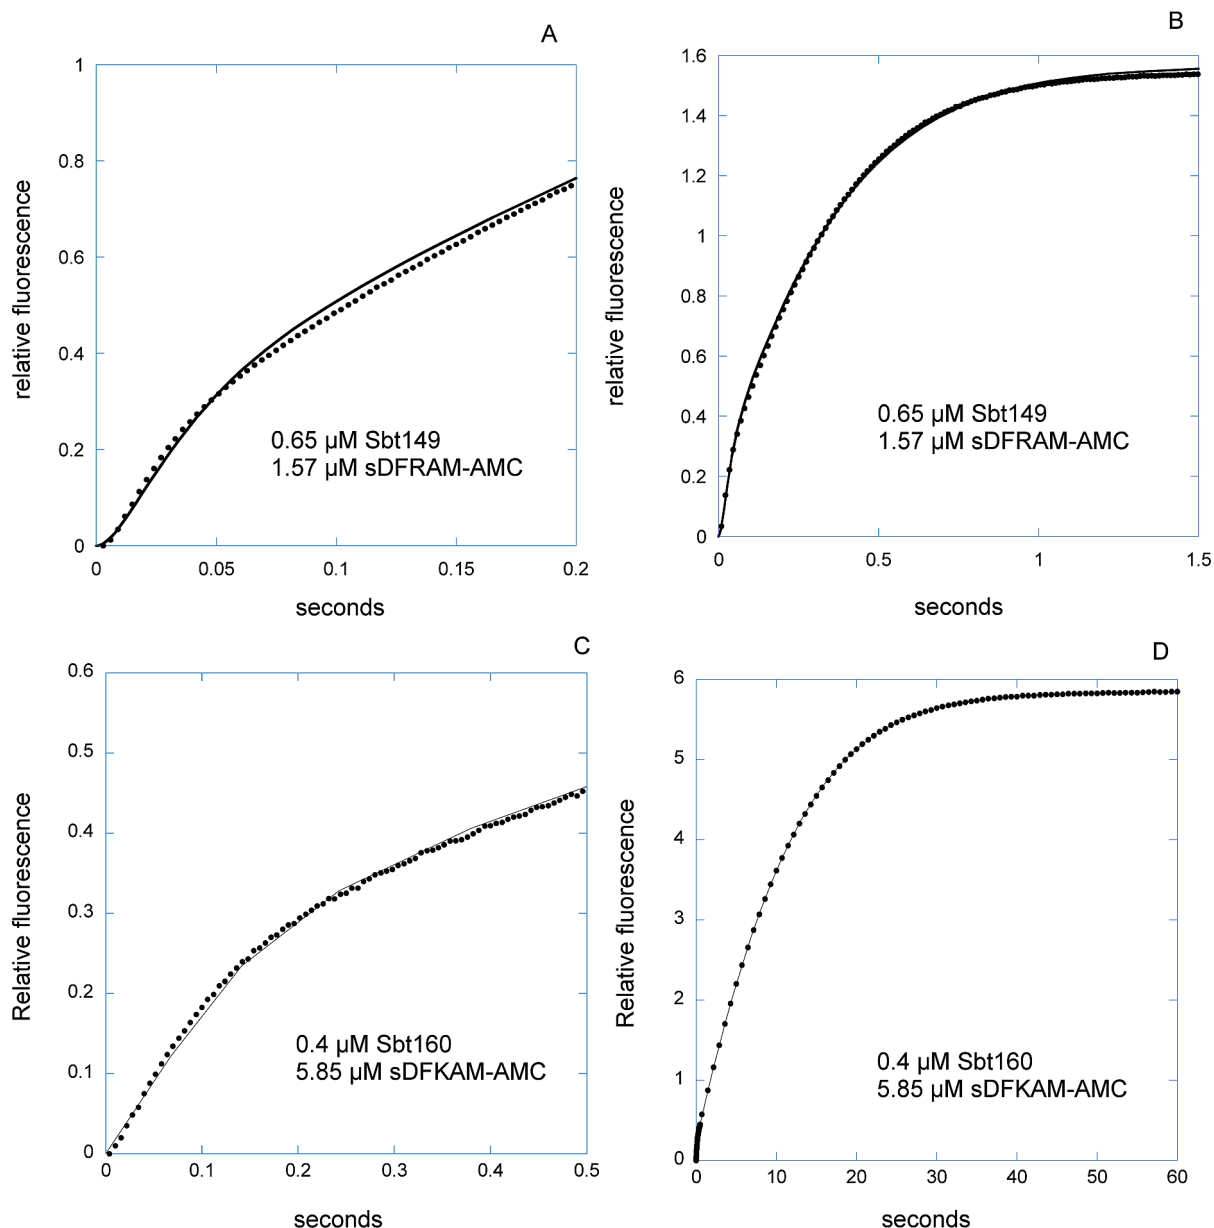 A
1
0.8
0.6
0.4
0.2
0
0 0.05 0.1 0.15 0.2
relative fluorescence
seconds
0.65 µM Sbt149
1.57 µM sDFRAM-AMC
B
1.6
1.4
1.2
1
0.8
0.6
0.4
0.2
0
0 0.5 1 1.5
relative fluorescence
seconds
0.65 µM Sbt149
1.57 µM sDFRAM-AMC
C
0.6
0.5
0.4
0.3
0.2
0.1
0
0 0.1 0.2 0.3 0.4 0.5
Relative fluorescence
seconds
0.4 µM Sbt160
5.85 µM sDFKAM-AMC
D
6
5
4
3
2
1
0
0 10 20 30 40 50 60
Relative fluorescence
seconds
0.4 µM Sbt160
5.85 µM sDFKAM-AMC